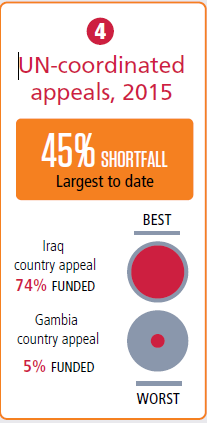 4
UN-coordinated
appeals, 2015
45% SHORTFALL
Largest to date
BEST
Iraq
country appeal
74% FUNDED
Gambia
country appeal
5% FUNDED
WORST